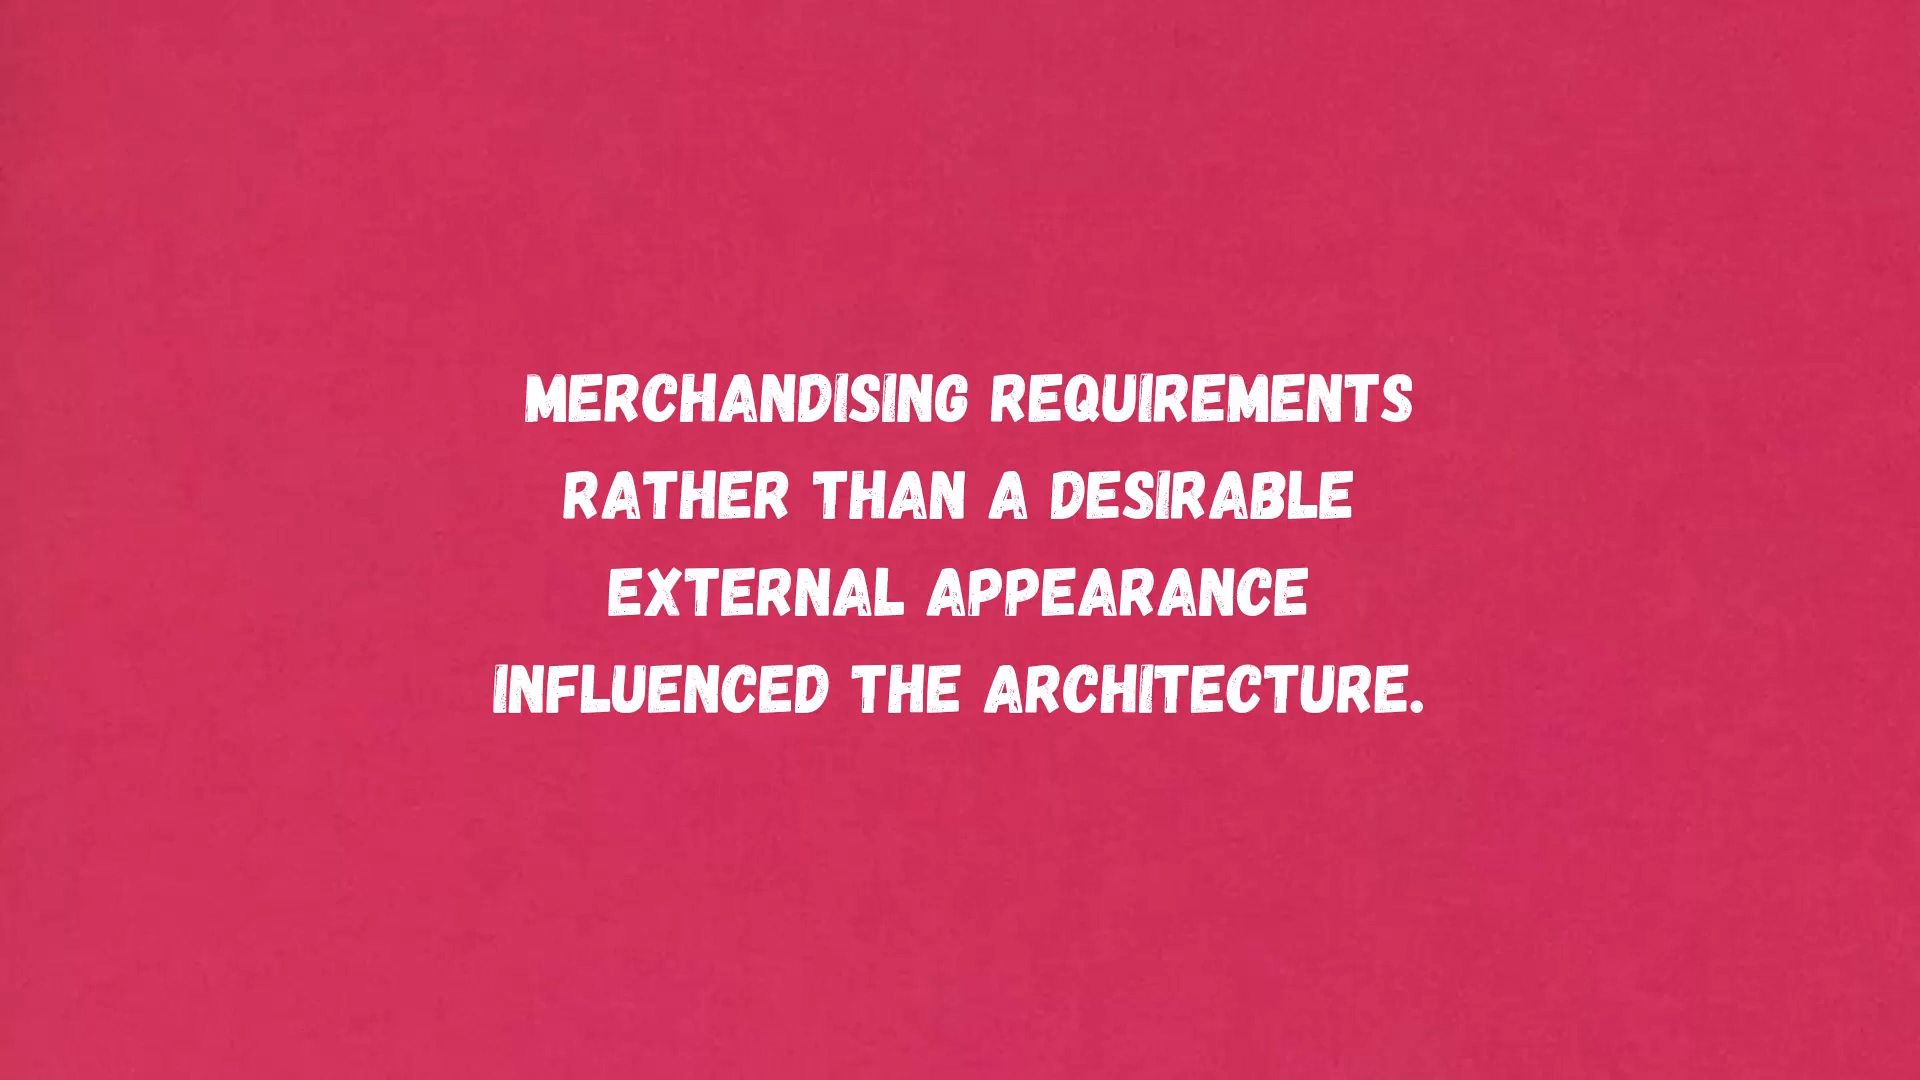 MERCHANDISING REQUIREMENTS
RATHER THAN A DESIRABLE
EXTERNAL APPEARANCE
INFLUENCED THE ARCHITECTURE.